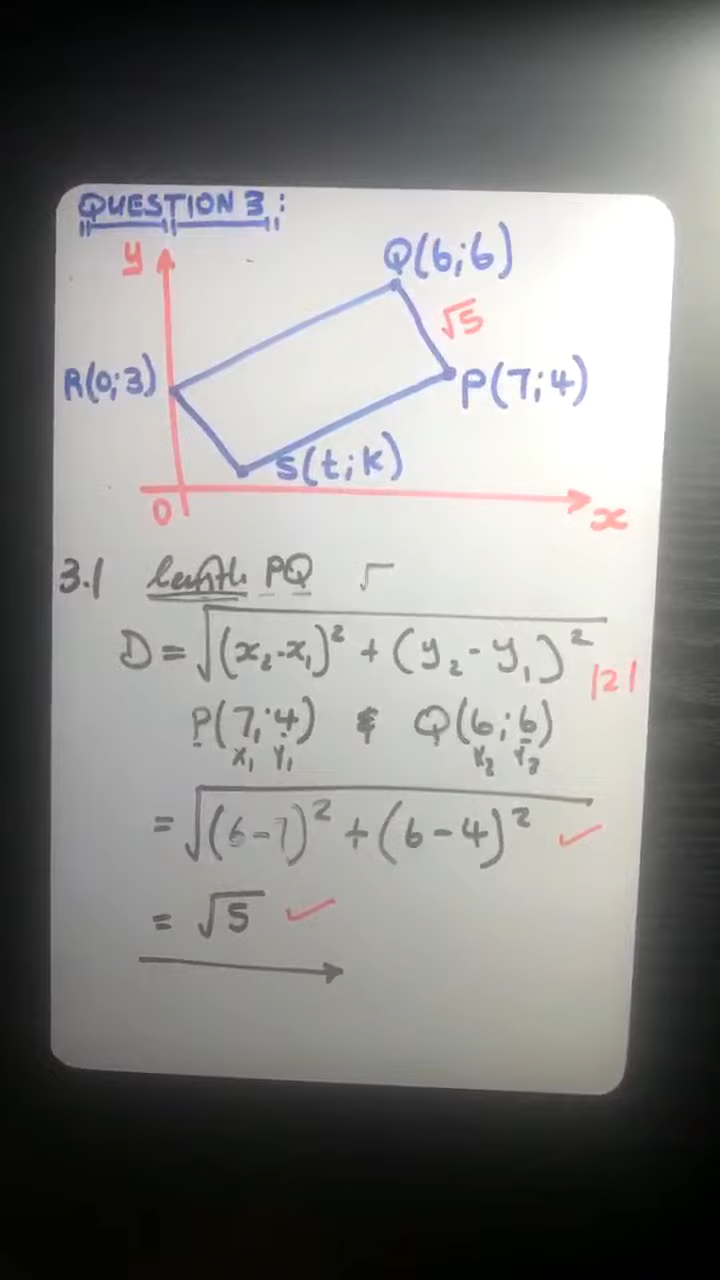 QUESTION 3:
y
Q(6;6)
√5
R(0;3)
P(7;4)
S(t;k)
0
x
3.1 length PQ √
D = √(x₂-x₁)² + (y₂-y₁)²
|2|
P(7;4) & Q(6;6)
x₁ y₁ x₂ y₂
= √(6-7)² + (6-4)² ✓
= √5 ✓